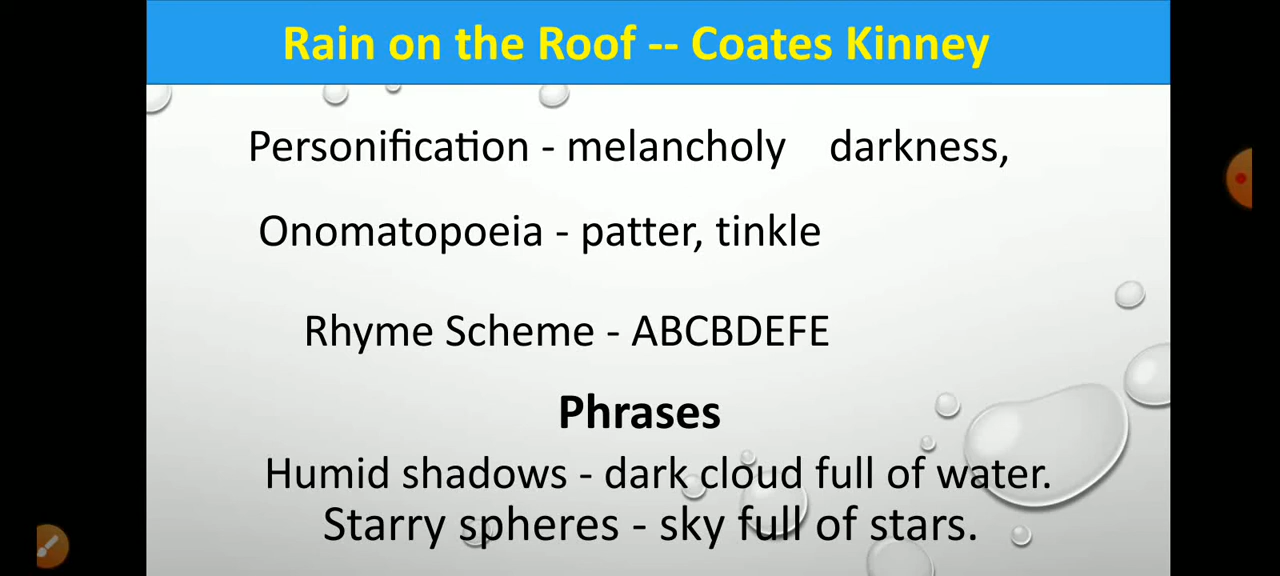 Rain on the Roof -- Coates Kinney
Personification - melancholy darkness,
Onomatopoeia - patter, tinkle
Rhyme Scheme - ABCBDEFE
Phrases
Humid shadows - dark cloud full of water.
Starry spheres - sky full of stars.